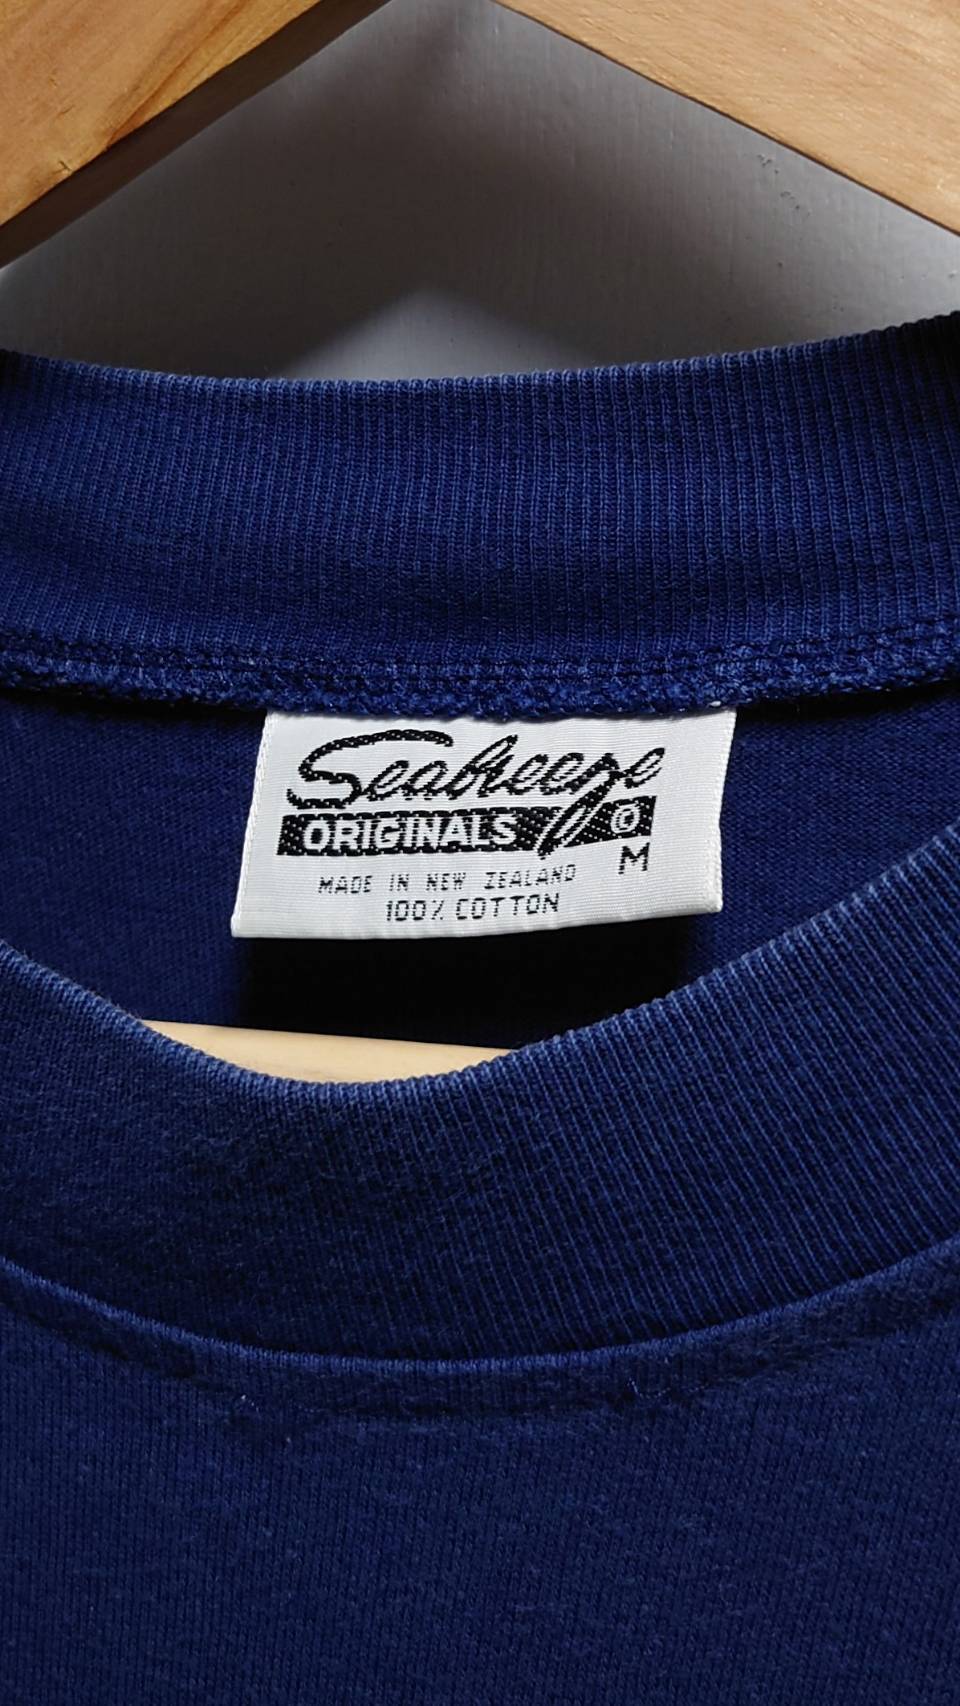 Seabreeze
ORIGINALS ©
M
MADE IN NEW ZEALAND
100% COTTON